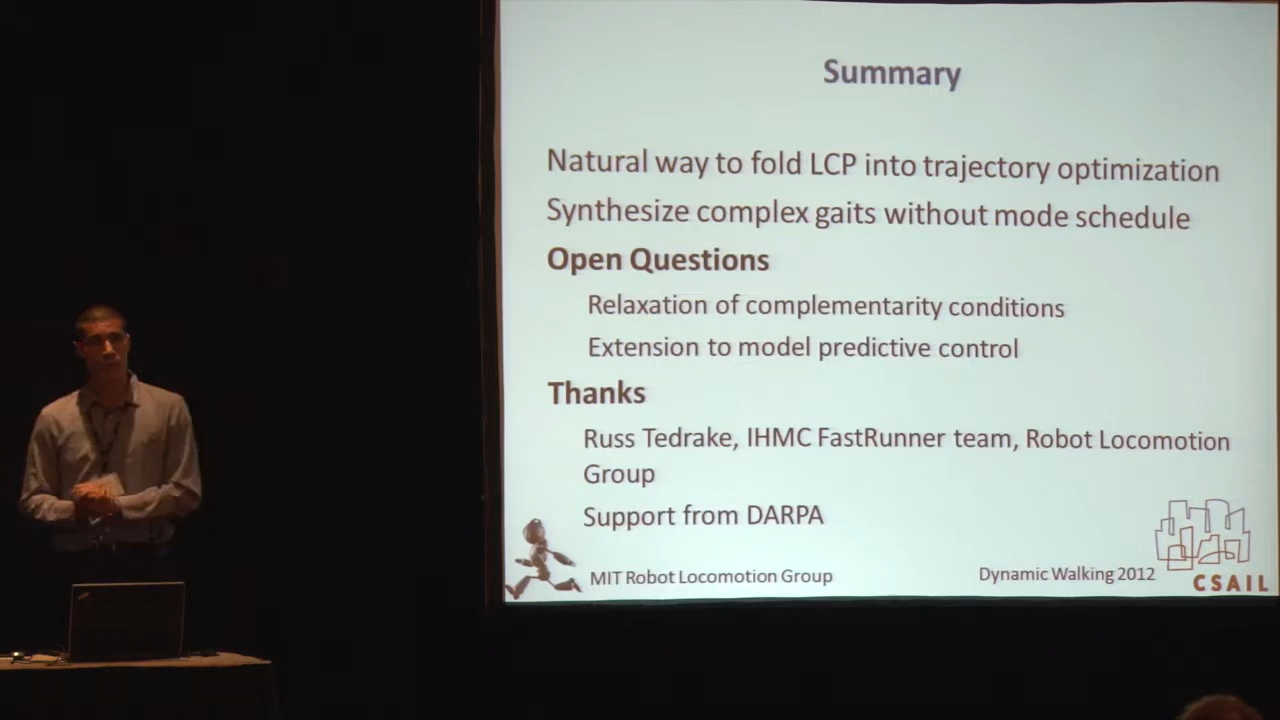 Summary
Natural way to fold LCP into trajectory optimization
Synthesize complex gaits without mode schedule
Open Questions
Relaxation of complementarity conditions
Extension to model predictive control
Thanks
Russ Tedrake, IHMC FastRunner team, Robot Locomotion
Group
Support from DARPA
MIT Robot Locomotion Group
Dynamic Walking 2012
CSAIL